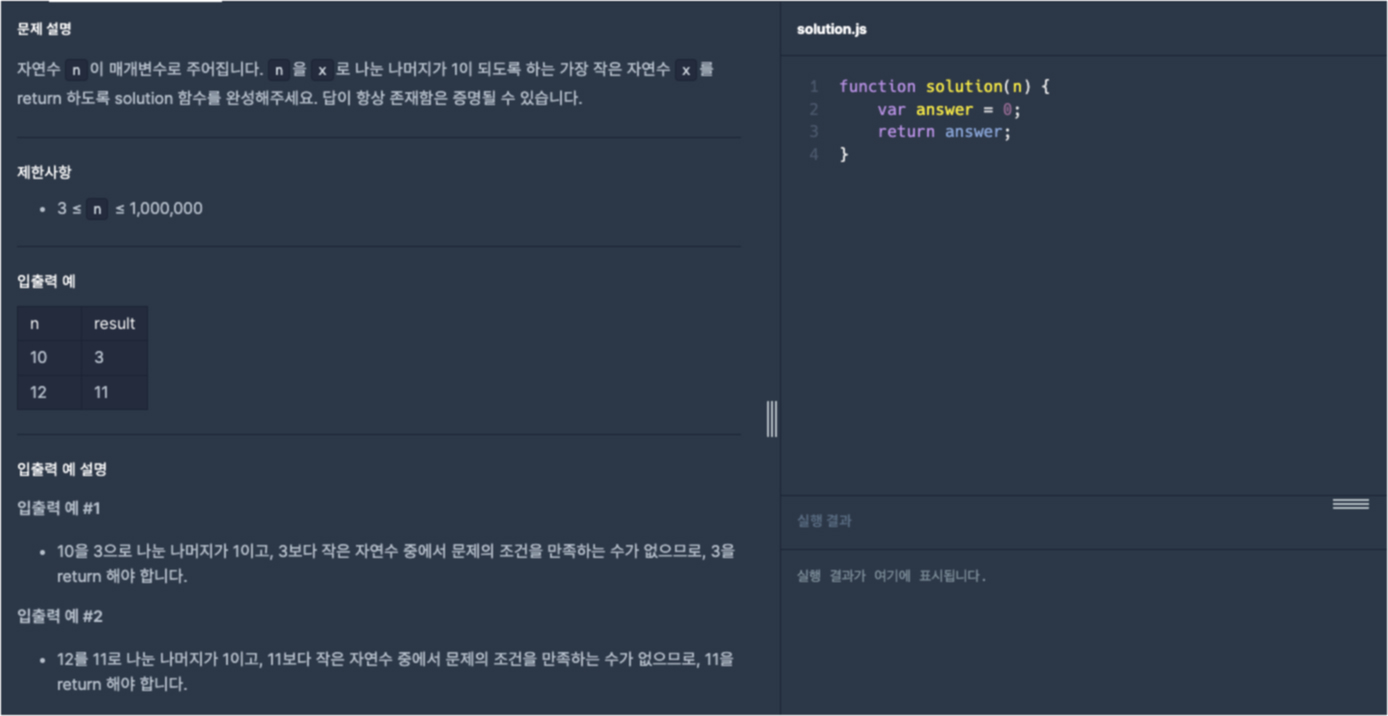 문제 설명
자연수 n이 매개변수로 주어집니다. n을 x로 나눈 나머지가 1이 되도록 하는 가장 작은 자연수 x를
return 하도록 solution 함수를 완성해주세요. 답이 항상 존재함은 증명될 수 있습니다.
제한사항
• 3 ≤ n ≤ 1,000,000
입출력 예
n result
10 3
12 11
입출력 예 설명
입출력 예 #1
• 10을 3으로 나눈 나머지가 1이고, 3보다 작은 자연수 중에서 문제의 조건을 만족하는 수가 없으므로, 3을
return 해야 합니다.
입출력 예 #2
• 12를 11로 나눈 나머지가 1이고, 11보다 작은 자연수 중에서 문제의 조건을 만족하는 수가 없으므로, 11을
return 해야 합니다.
solution.js
1 function solution(n) {
2     var answer = 0;
3     return answer;
4 }
실행 결과
실행 결과가 여기에 표시됩니다.